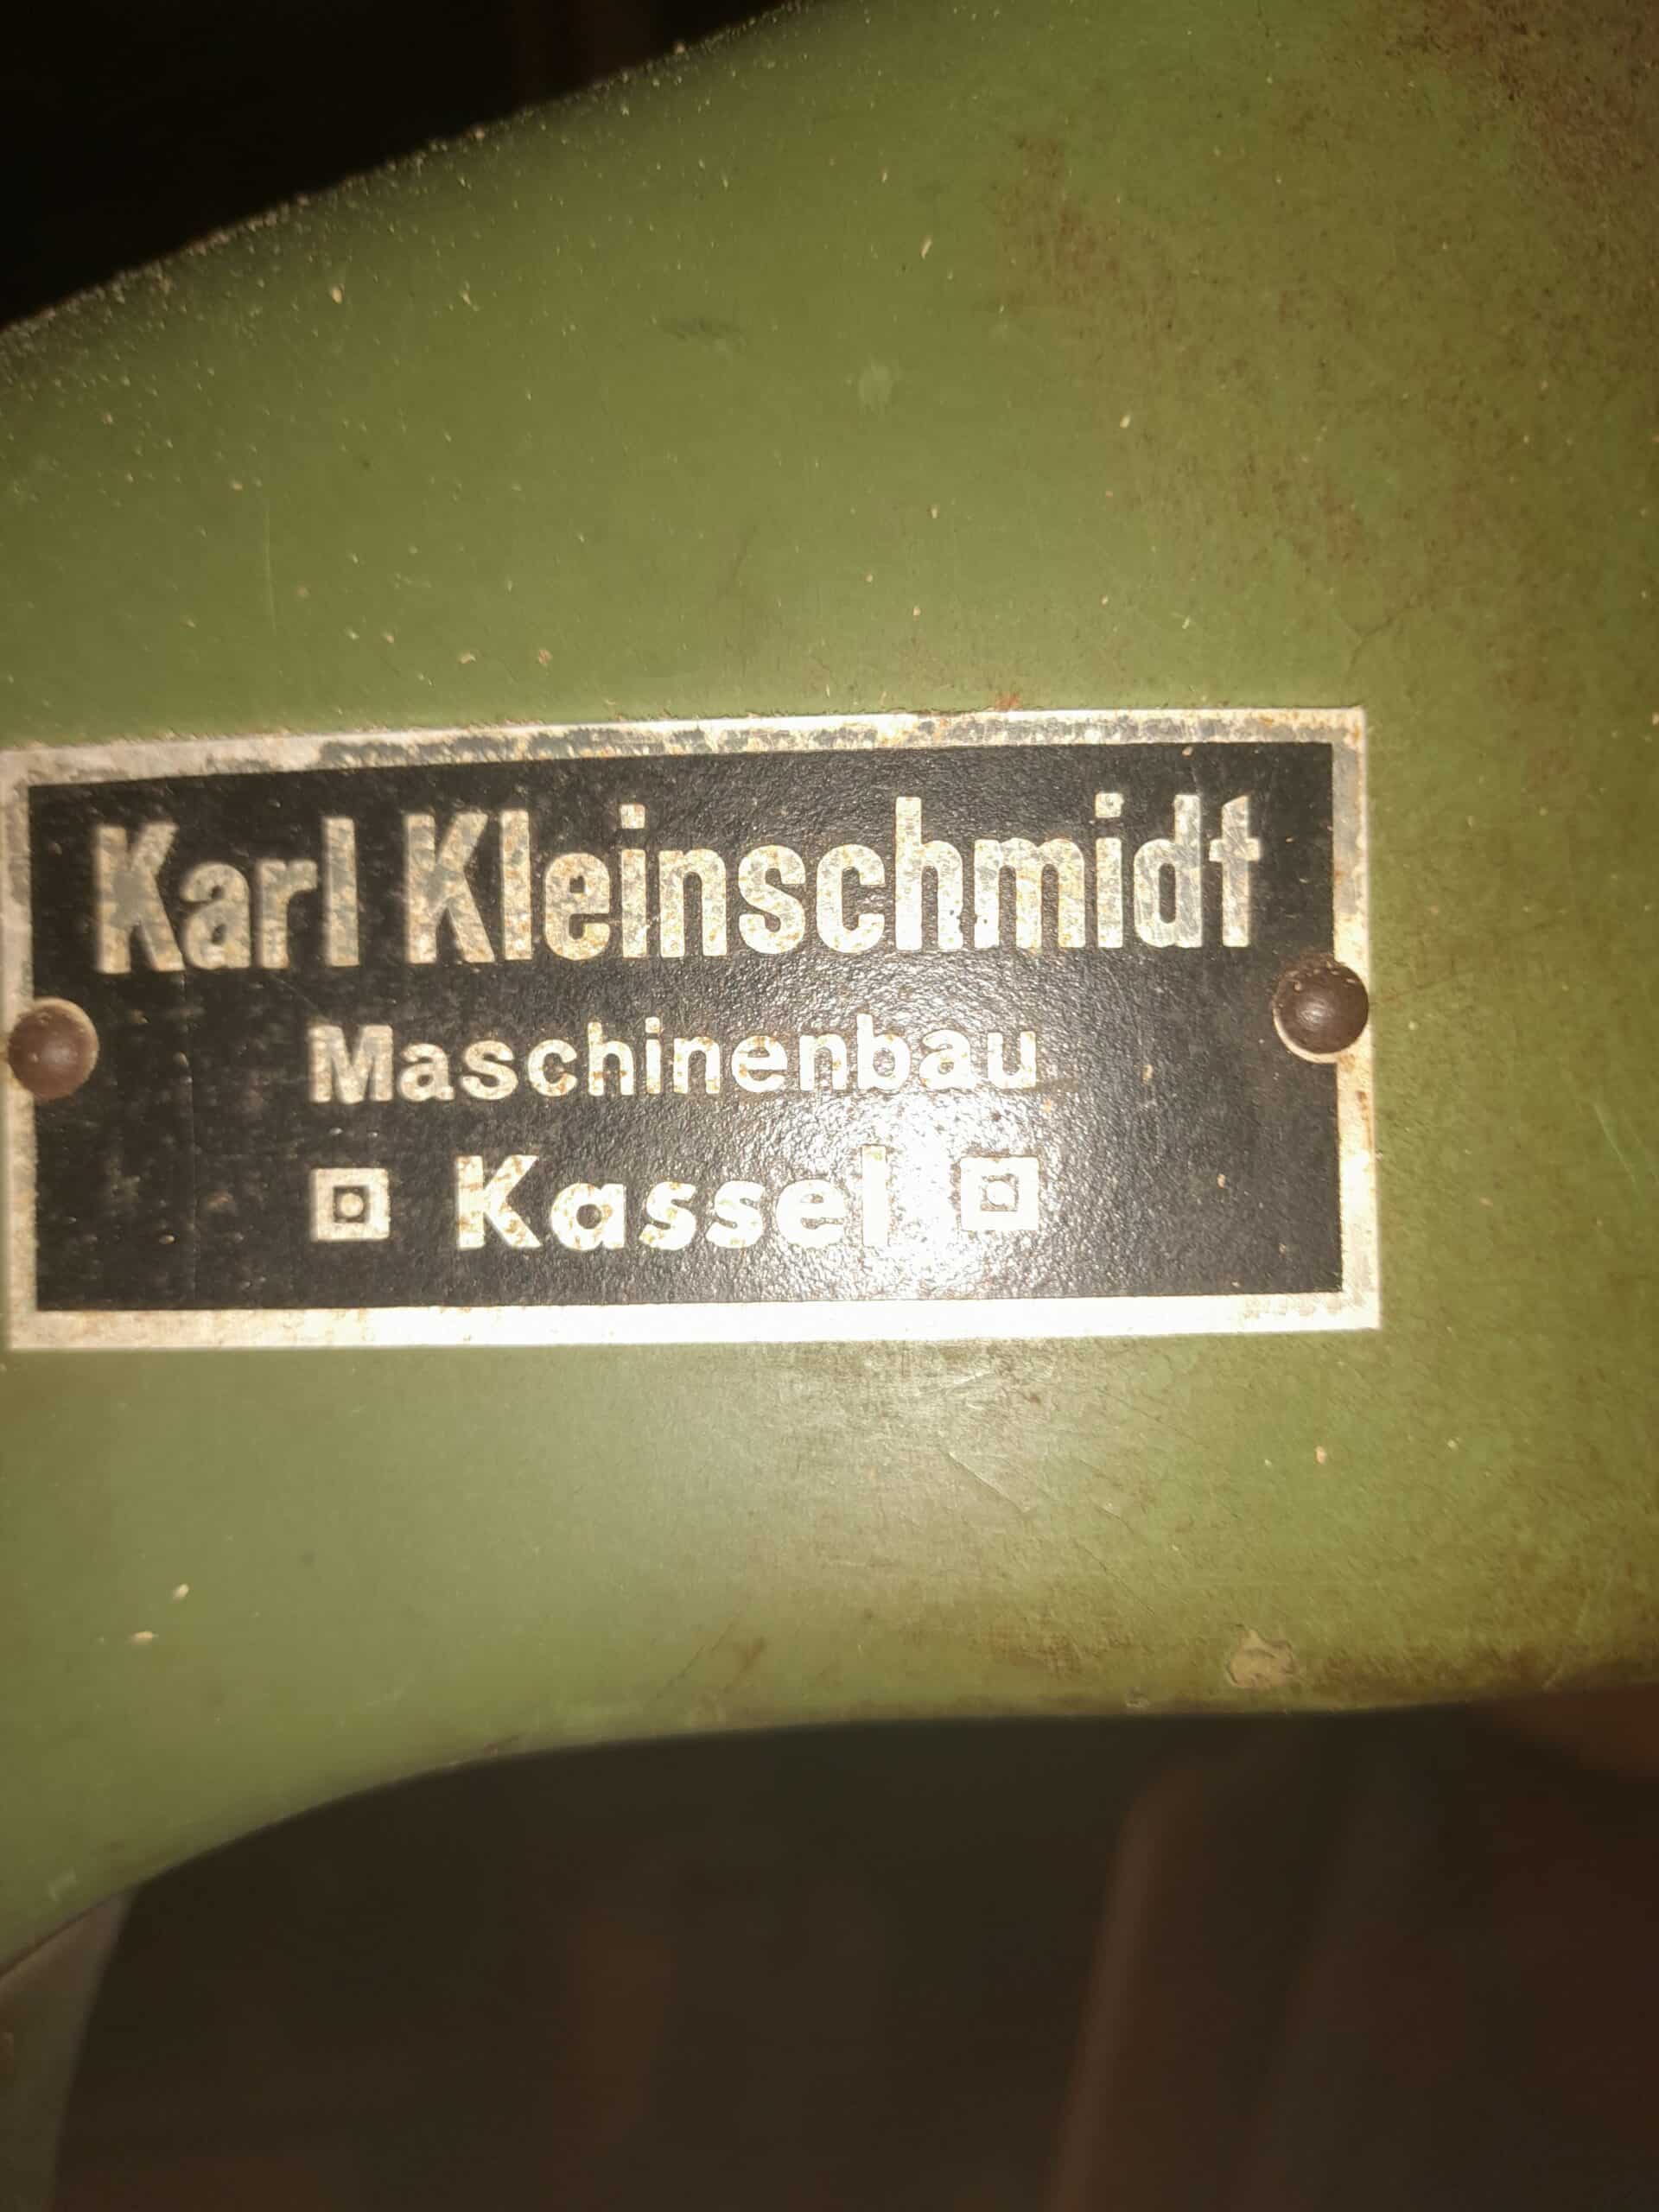 Karl Kleinschmidt
Maschinenbau
Kassel